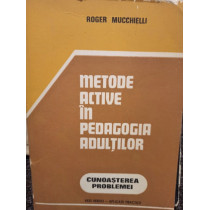 ROGER MUCCHIELLI
METODE
ACTIVE
ÎN
PEDAGOGIA
ADULȚILOR
CUNOAȘTEREA
PROBLEMEI